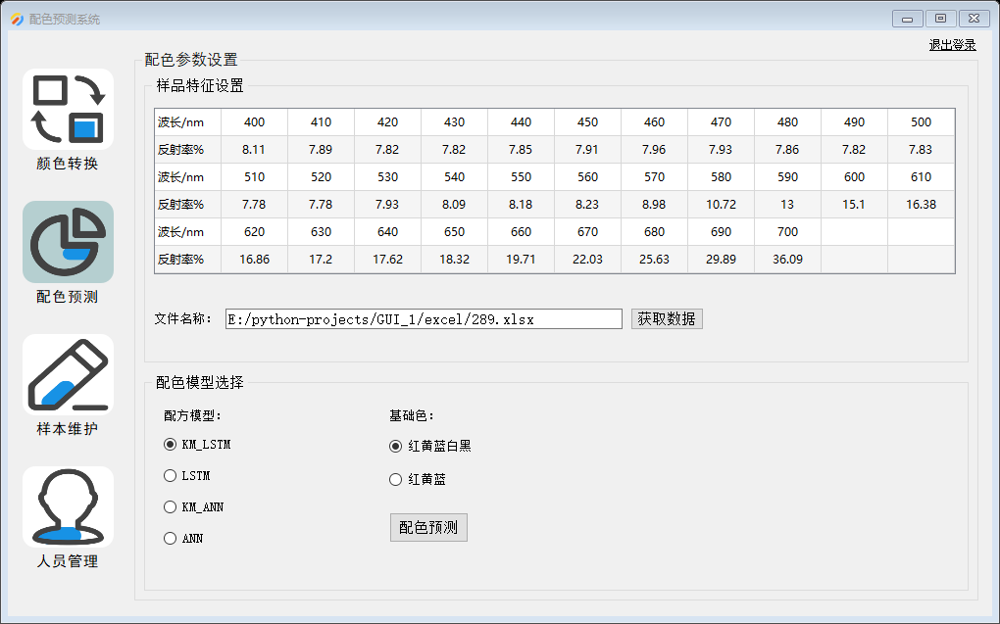 配色预测系统
退出登录
颜色转换
配色预测
样本维护
人员管理
配色参数设置
样品特征设置
波长/nm 400 410 420 430 440 450 460 470 480 490 500
反射率% 8.11 7.89 7.82 7.82 7.85 7.91 7.96 7.93 7.86 7.82 7.83
波长/nm 510 520 530 540 550 560 570 580 590 600 610
反射率% 7.78 7.78 7.93 8.09 8.18 8.23 8.98 10.72 13 15.1 16.38
波长/nm 620 630 640 650 660 670 680 690 700
反射率% 16.86 17.2 17.62 18.32 19.71 22.03 25.63 29.89 36.09
文件名称： E:/python-projects/GUI_1/excel/289.xlsx 获取数据
配色模型选择
配方模型：
KM_LSTM
LSTM
KM_ANN
ANN
基础色：
红黄蓝白黑
红黄蓝
配色预测